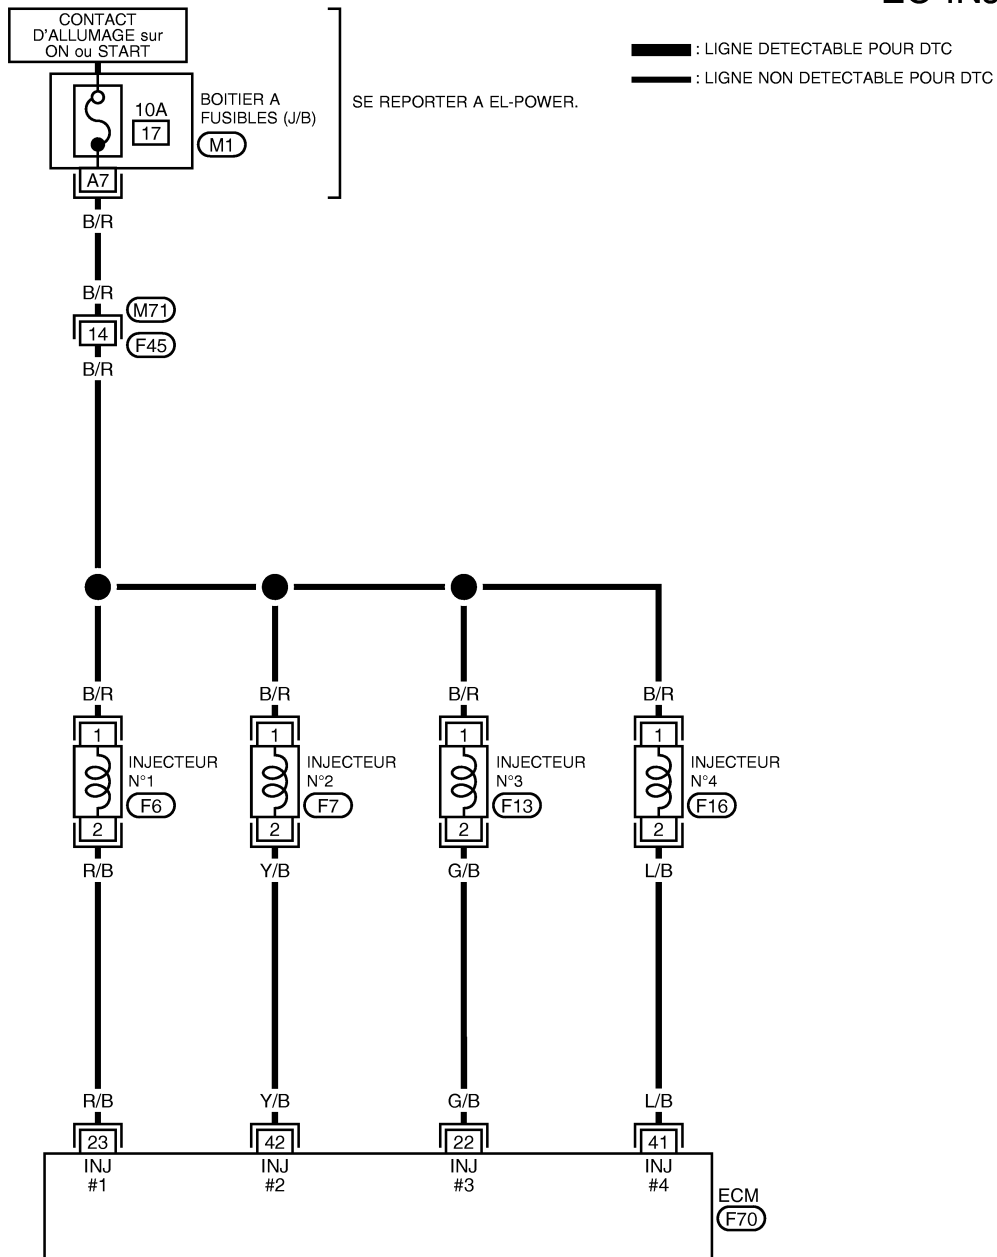 CONTACT
D'ALLUMAGE sur
ON ou START
: LIGNE DETECTABLE POUR DTC
: LIGNE NON DETECTABLE POUR DTC
10A
17
BOITIER A
FUSIBLES (J/B)
M1
SE REPORTER A EL-POWER.
A7
B/R
B/R
M71
14
F45
B/R
B/R B/R B/R B/R
1 1 1 1
INJECTEUR
N°1
F6
INJECTEUR
N°2
F7
INJECTEUR
N°3
F13
INJECTEUR
N°4
F16
2 2 2 2
R/B Y/B G/B L/B
R/B Y/B G/B L/B
23 42 22 41
INJ
#1
INJ
#2
INJ
#3
INJ
#4
ECM
F70